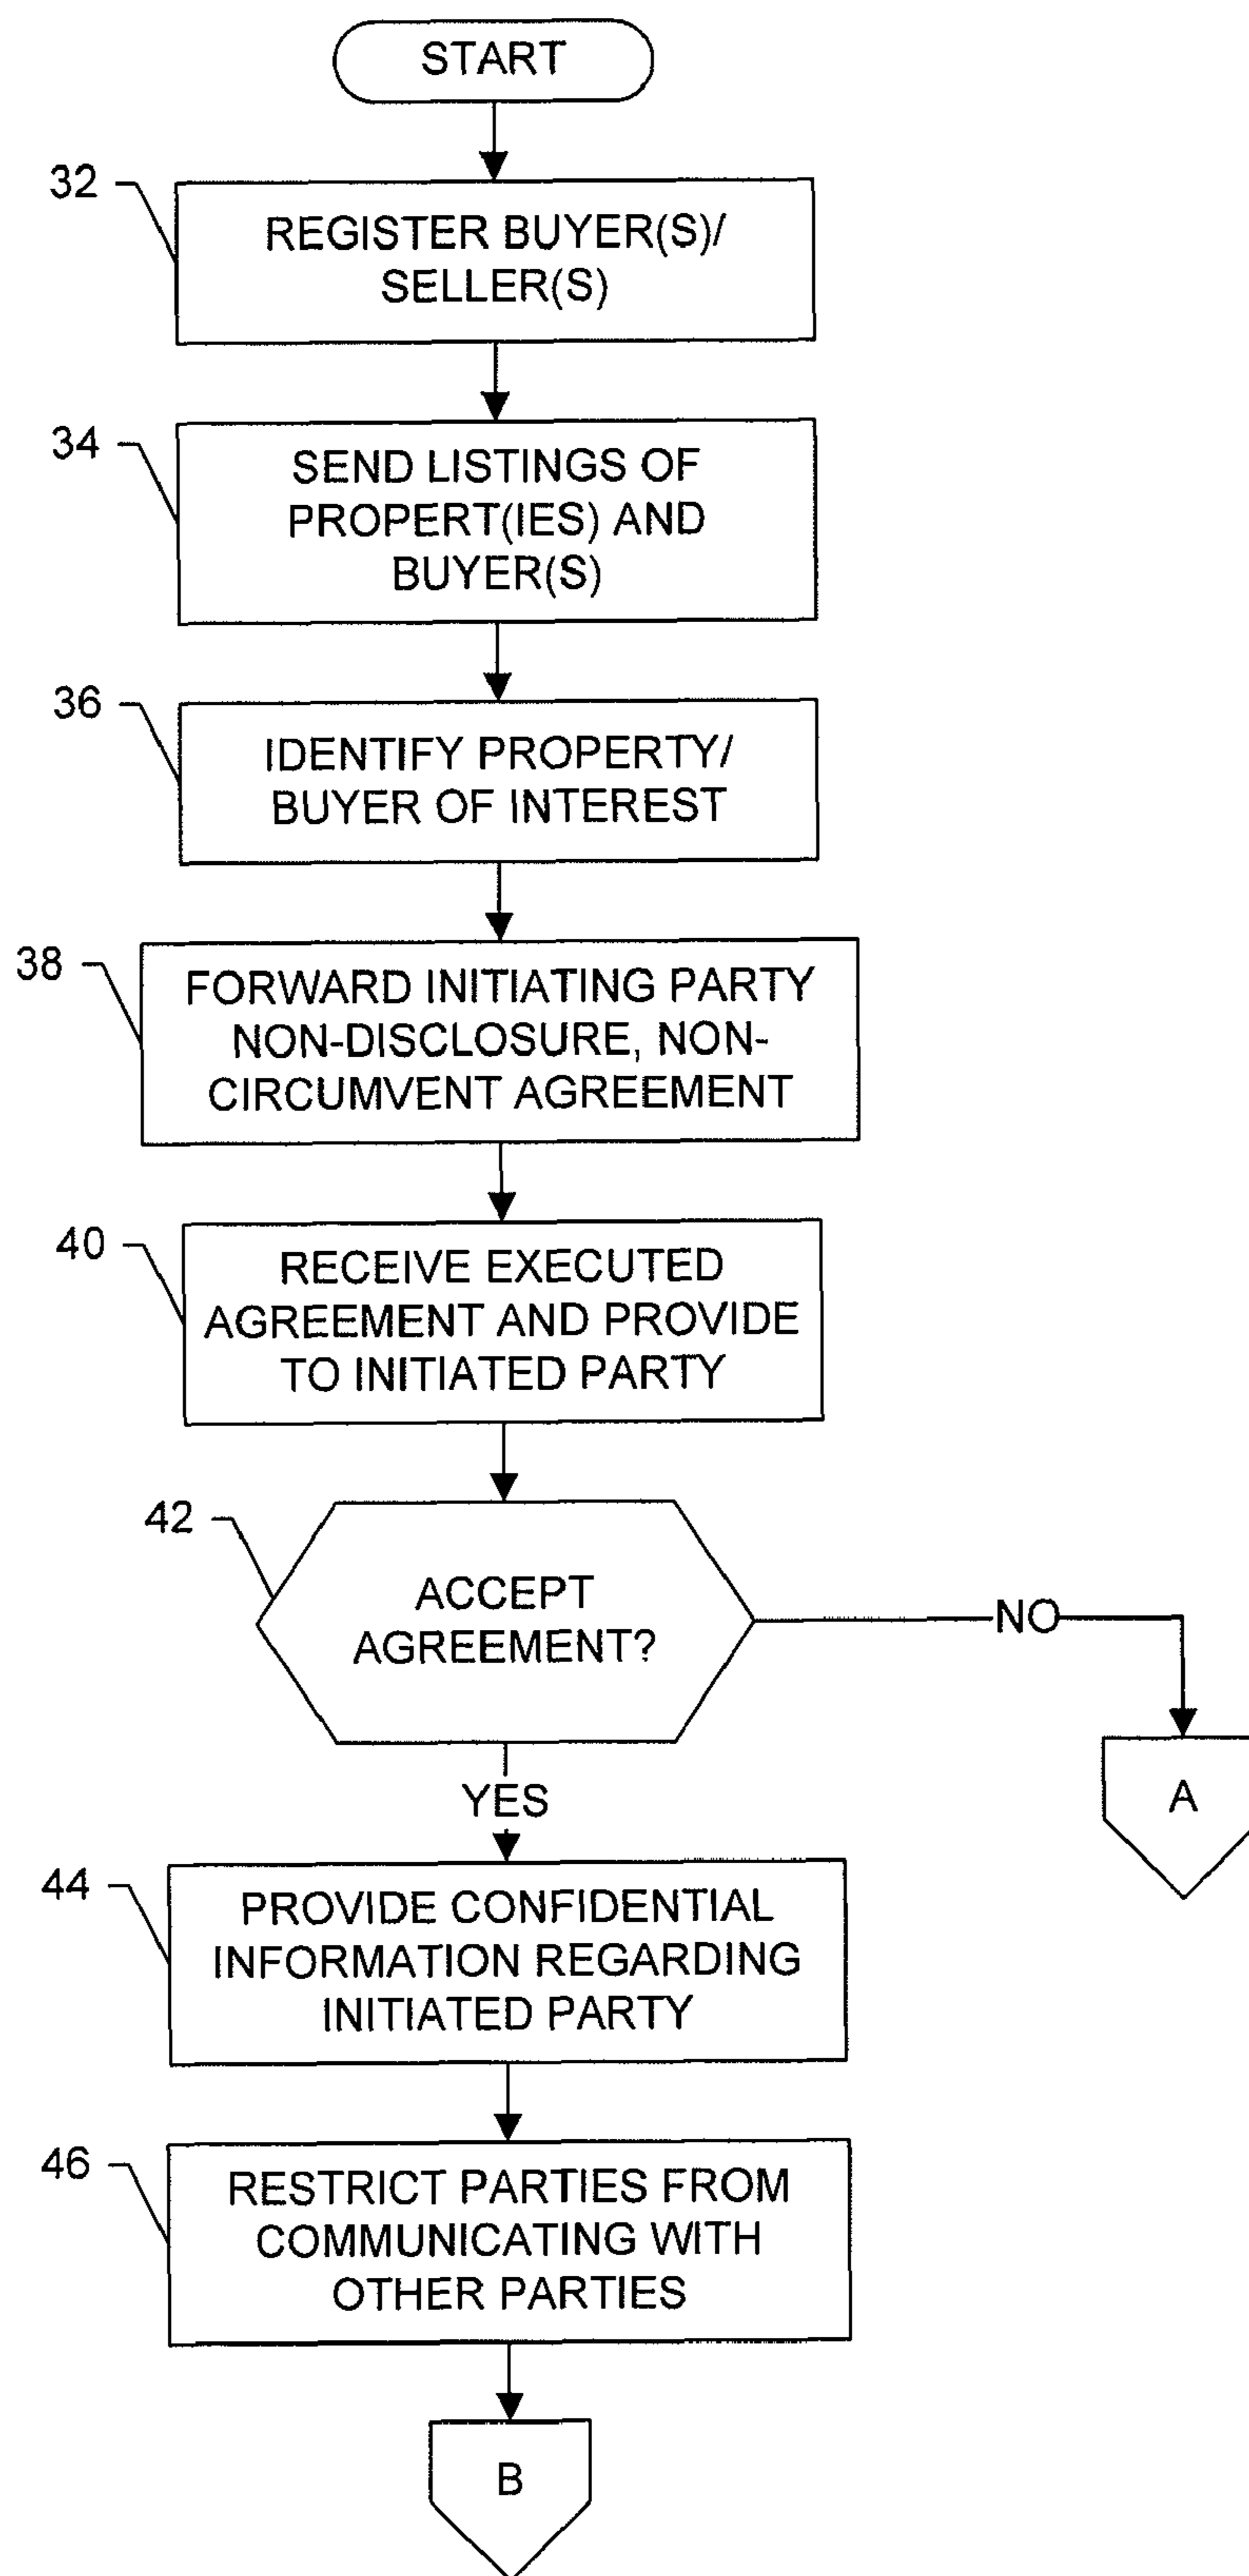 START
32
REGISTER BUYER(S)/
SELLER(S)
34
SEND LISTINGS OF
PROPERT(IES) AND
BUYER(S)
36
IDENTIFY PROPERTY/
BUYER OF INTEREST
38
FORWARD INITIATING PARTY
NON-DISCLOSURE, NON-
CIRCUMVENT AGREEMENT
40
RECEIVE EXECUTED
AGREEMENT AND PROVIDE
TO INITIATED PARTY
42
ACCEPT
AGREEMENT?
NO
A
YES
44
PROVIDE CONFIDENTIAL
INFORMATION REGARDING
INITIATED PARTY
46
RESTRICT PARTIES FROM
COMMUNICATING WITH
OTHER PARTIES
B